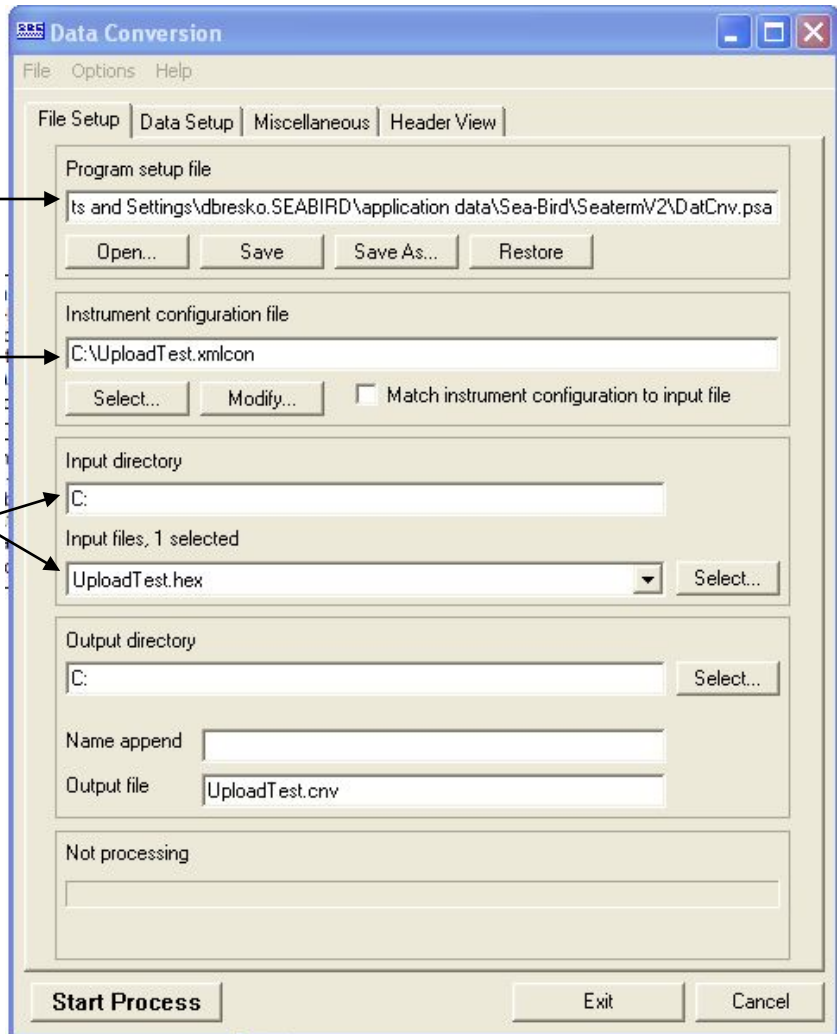 SBS Data Conversion
File Options Help
File Setup Data Setup Miscellaneous Header View
Program setup file
ts and Settings\dbresko.SEABIRD\application data\Sea-Bird\SeatermV2\DatCnv.psa
Open... Save Save As... Restore
Instrument configuration file
C:\UploadTest.xmlcon
Select... Modify... Match instrument configuration to input file
Input directory
C:
Input files, 1 selected
UploadTest.hex Select...
Output directory
C: Select...
Name append
Output file UploadTest.cnv
Not processing
Start Process Exit Cancel